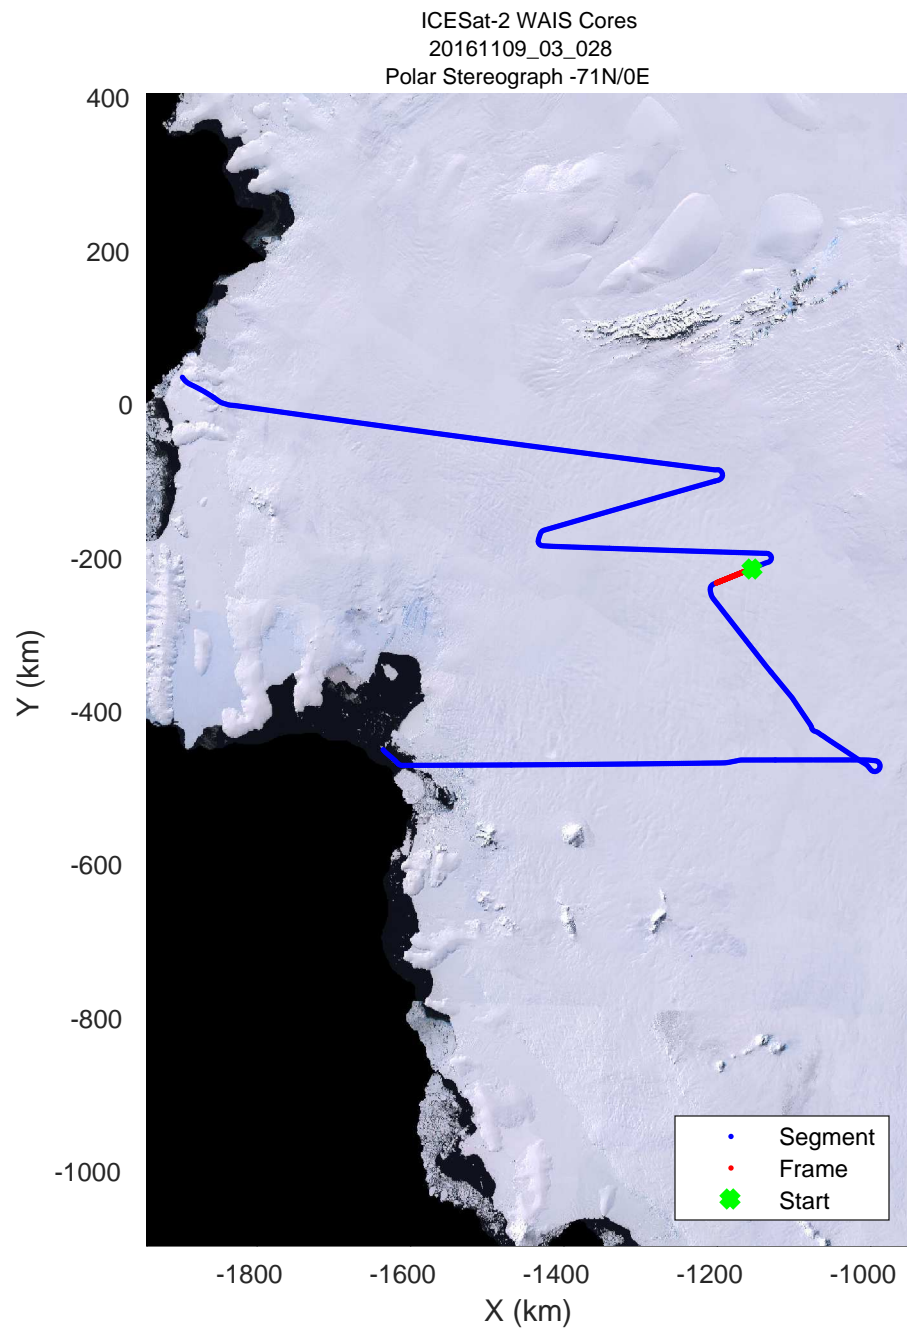 ICESat-2 WAIS Cores
20161109_03_028
Polar Stereograph -71N/0E
400
200
0
-200
-400
-600
-800
-1000
Y (km)
-1800
-1600
-1400
-1200
-1000
X (km)
Segment
Frame
Start